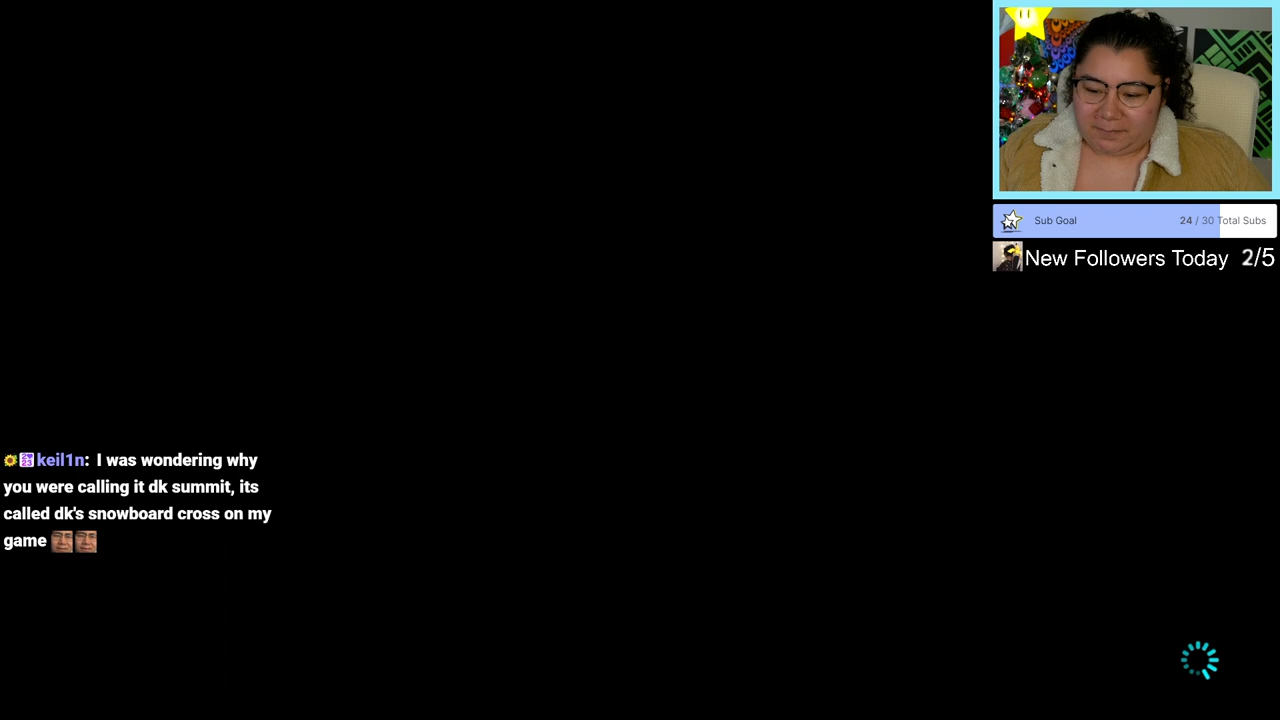 Sub Goal
24 / 30 Total Subs
New Followers Today 2/5
keil1n: I was wondering why
you were calling it dk summit, its
called dk's snowboard cross on my
game